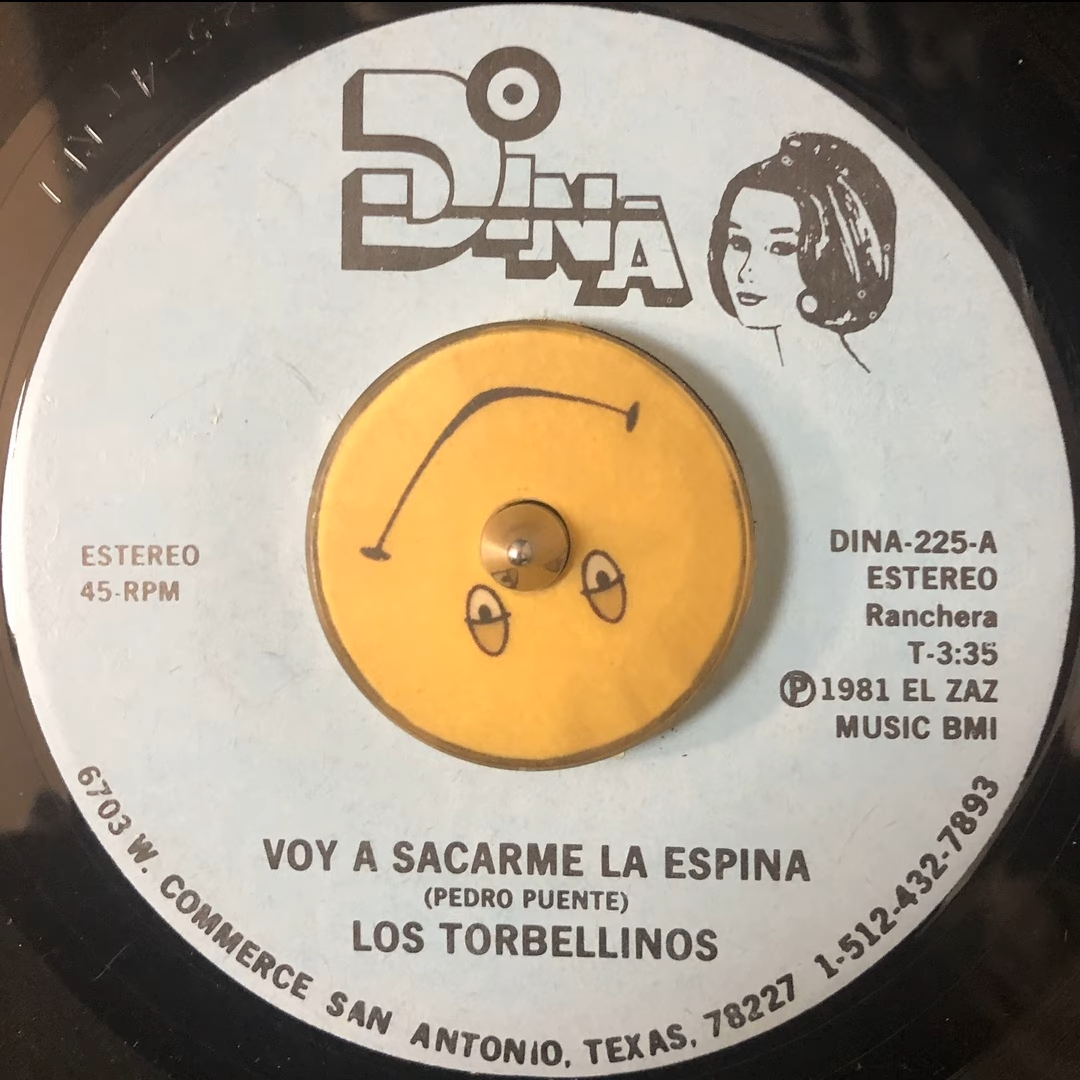 DINA
ESTEREO
45-RPM
DINA-225-A
ESTEREO
Ranchera
T-3:35
Ⓟ1981 EL ZAZ
MUSIC BMI
VOY A SACARME LA ESPINA
(PEDRO PUENTE)
LOS TORBELLINOS
6703 W. COMMERCE SAN ANTONIO, TEXAS, 78227 1-512-432-7893